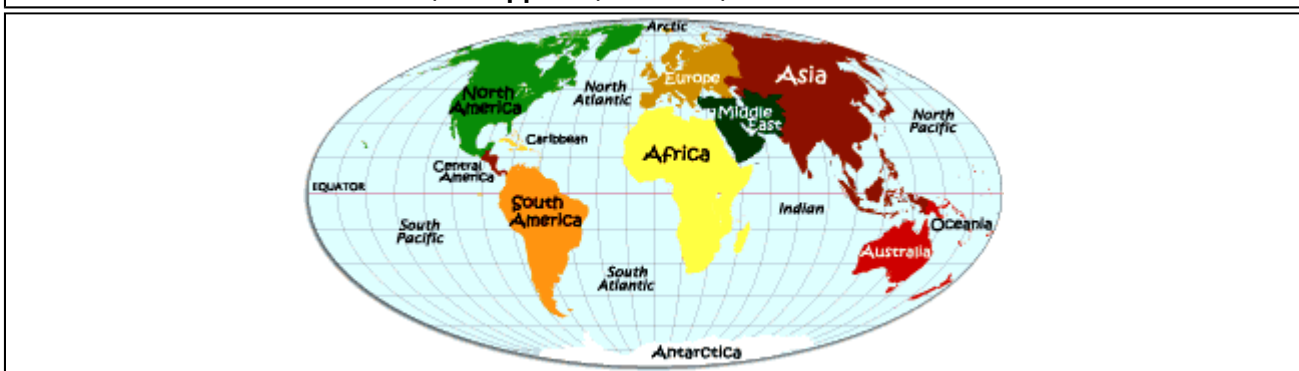 Arctic
Europe
Asia
North
America
North
Atlantic
Middle
East
North
Pacific
Caribbean
Africa
Central
America
EQUATOR
South
America
Indian
South
Pacific
Oceania
Australia
South
Atlantic
Antarctica